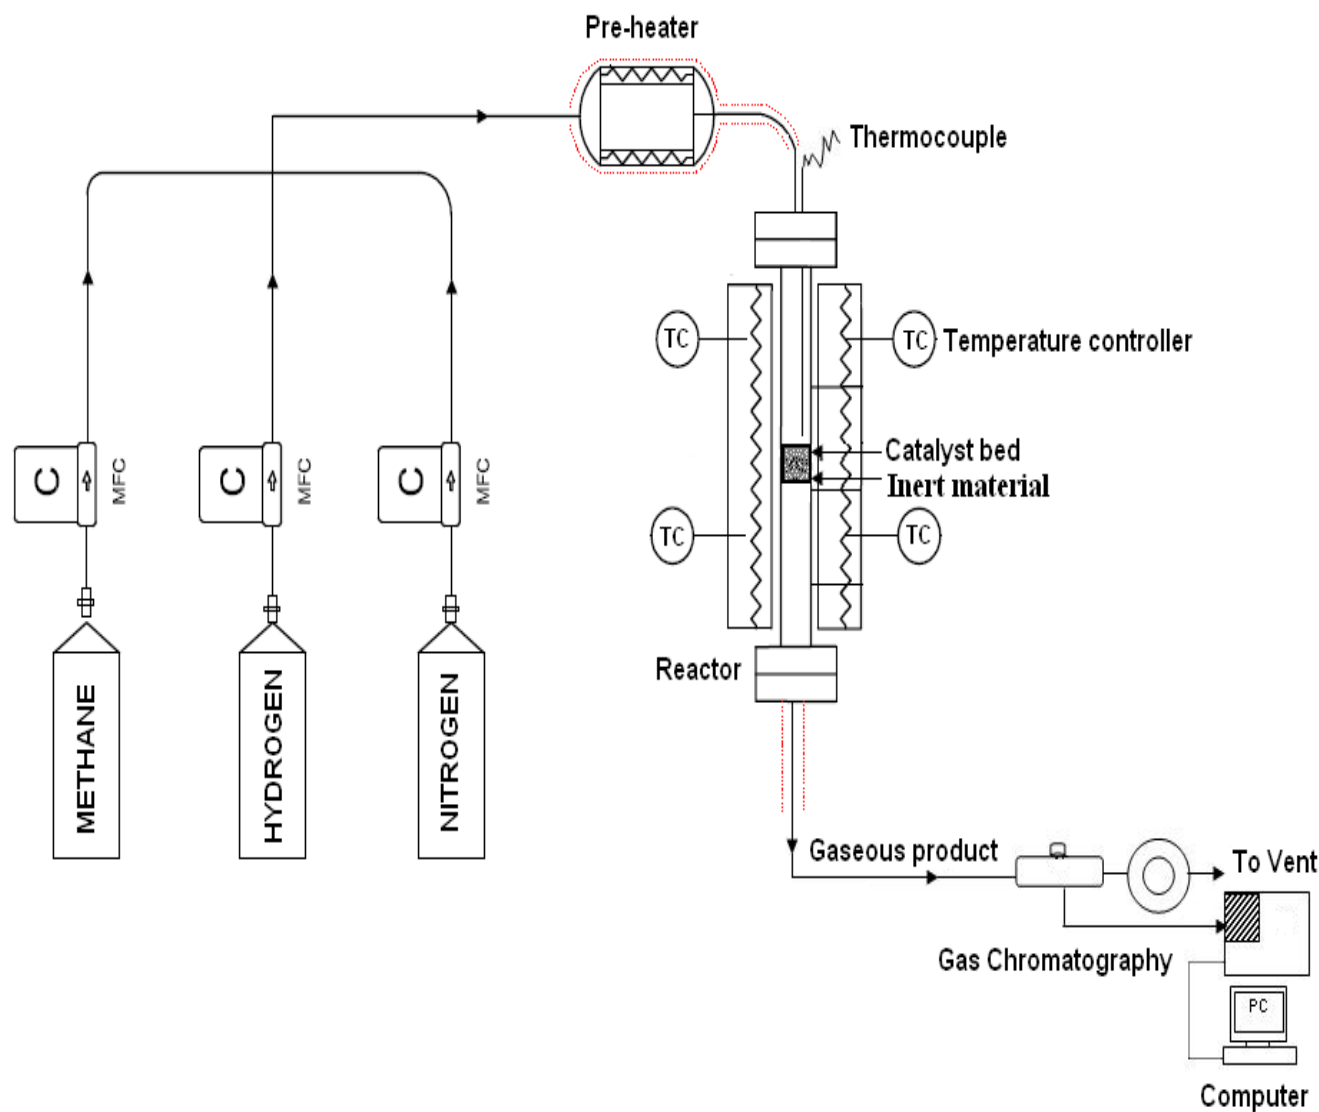 Pre-heater
Thermocouple
TC
TC
Temperature controller
C
MFC
C
MFC
C
MFC
Catalyst bed
Inert material
TC
TC
METHANE
HYDROGEN
NITROGEN
Reactor
Gaseous product
To Vent
Gas Chromatography
PC
Computer